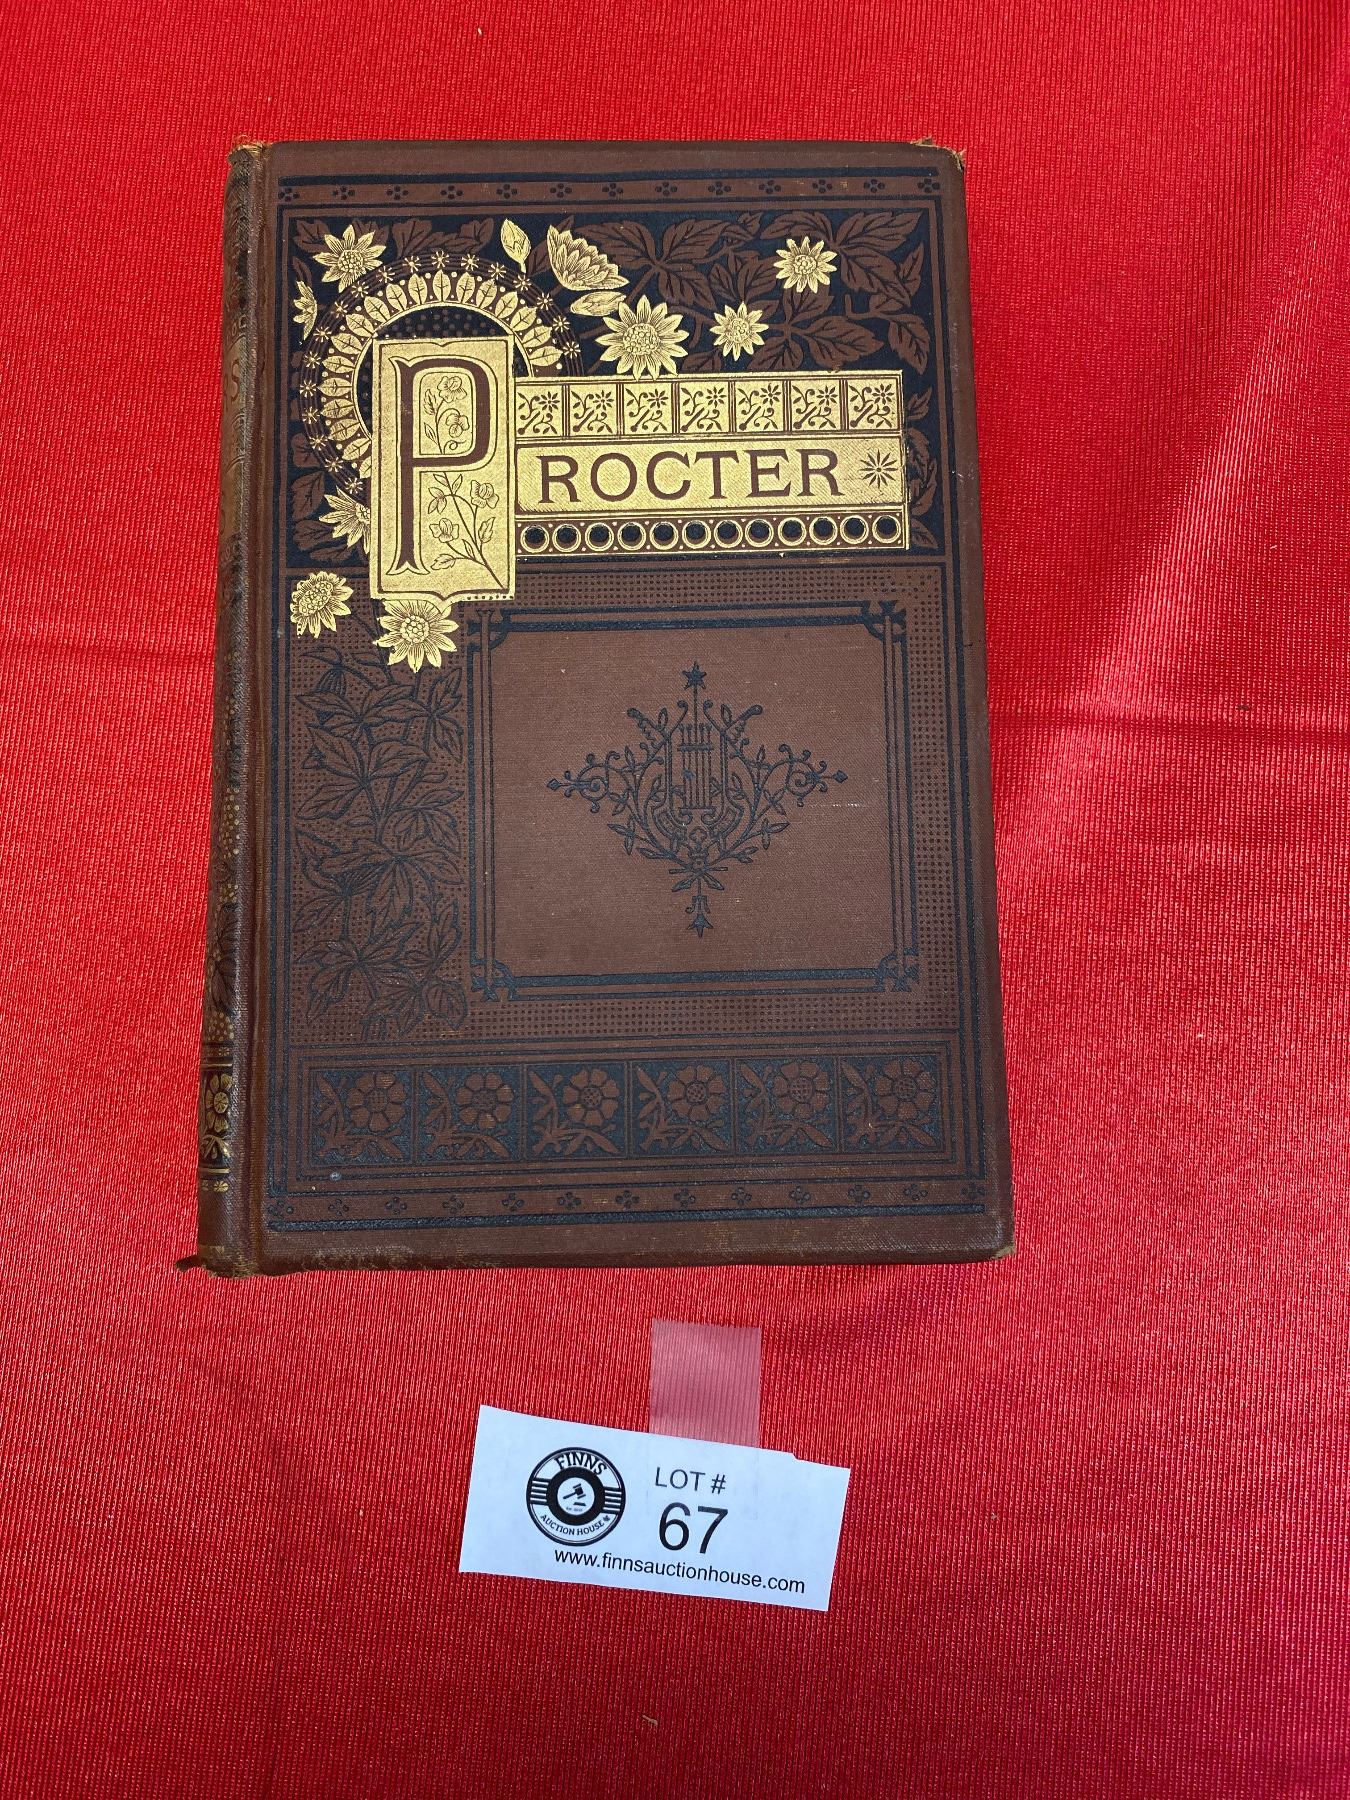 PROCTER
FINNS
AUCTION HOUSE
LOT #
67
www.finnsauctionhouse.com